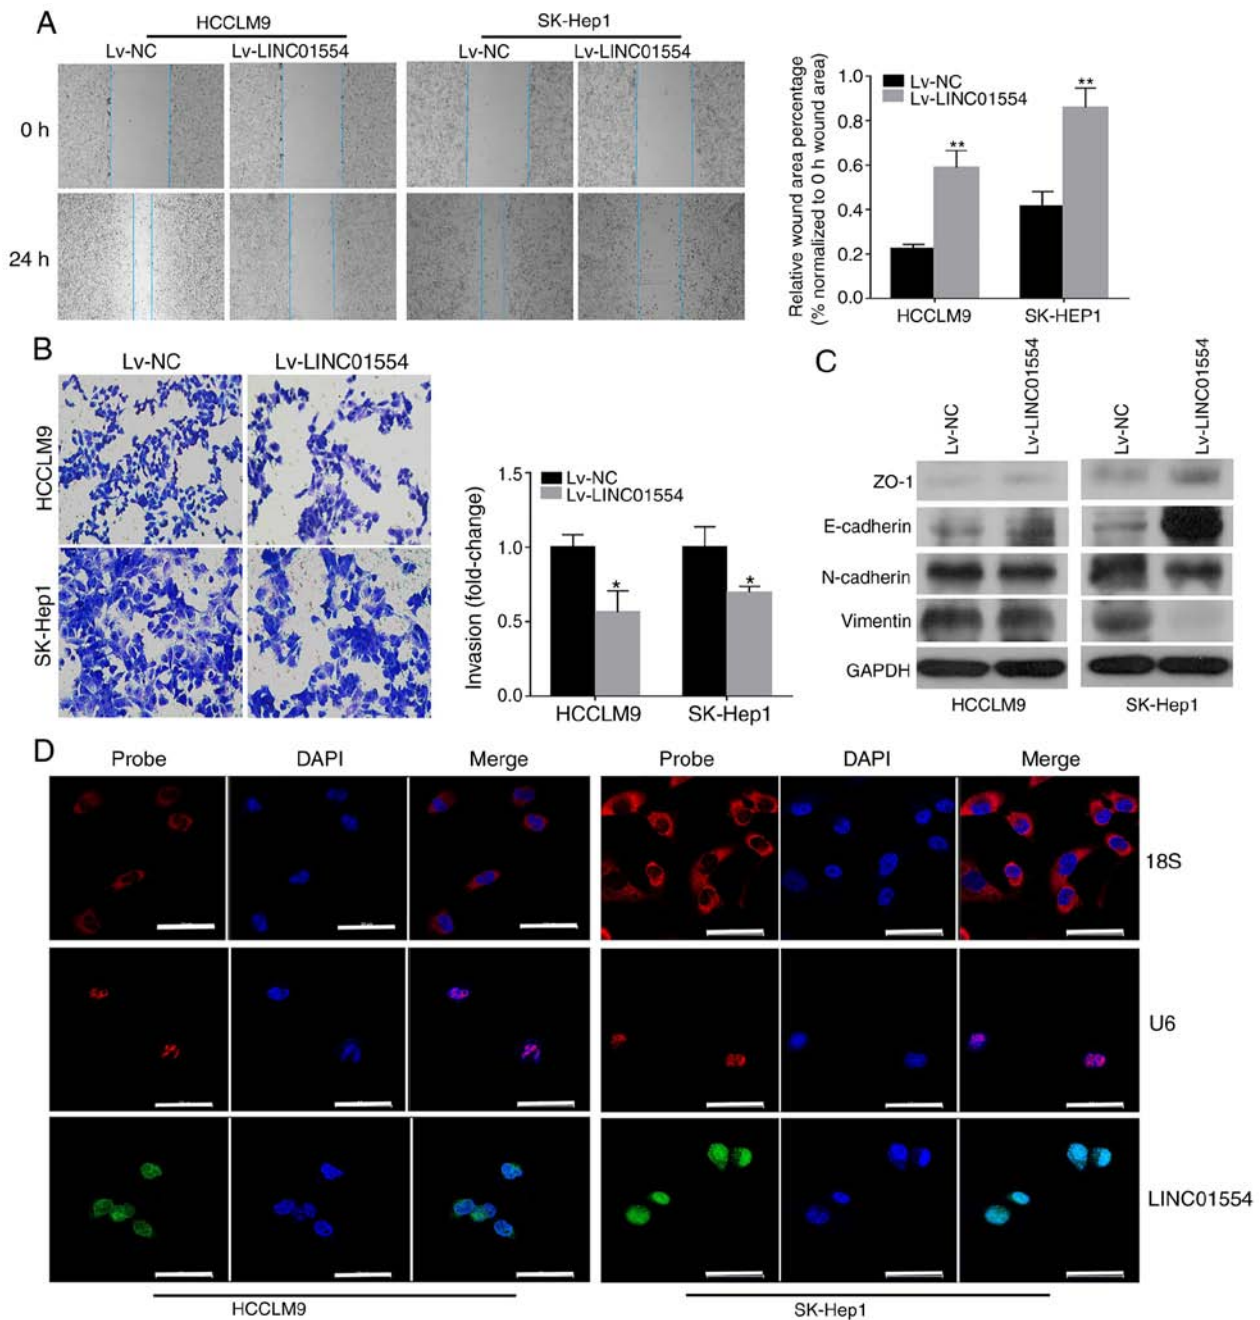 A
HCCLM9
SK-Hep1
Lv-NC
Lv-LINC01554
Lv-NC
Lv-LINC01554
0 h
24 h
Relative wound area percentage
(% normalized to 0 h wound area)
1.0
0.8
0.6
0.4
0.2
0.0
Lv-NC
Lv-LINC01554
**
**
HCCLM9
SK-HEP1
B
Lv-NC
Lv-LINC01554
HCCLM9
SK-Hep1
Invasion (fold-change)
1.5
1.0
0.5
0.0
Lv-NC
Lv-LINC01554
*
*
HCCLM9
SK-Hep1
C
Lv-NC
Lv-LINC01554
Lv-NC
Lv-LINC01554
ZO-1
E-cadherin
N-cadherin
Vimentin
GAPDH
HCCLM9
SK-Hep1
D
Probe
DAPI
Merge
Probe
DAPI
Merge
18S
U6
LINC01554
HCCLM9
SK-Hep1